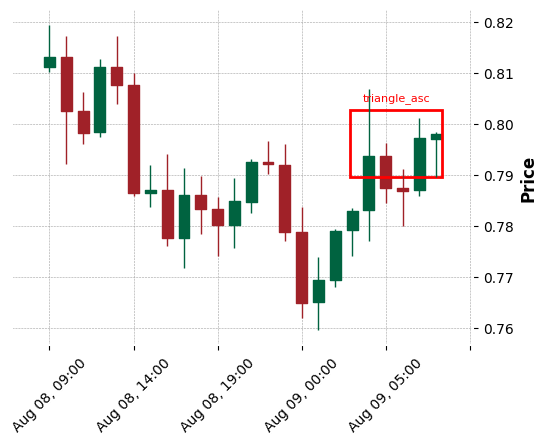 0.82
0.81
triangle_asc
0.80
0.79
Price
0.78
0.77
0.76
Aug 08, 09:00
Aug 08, 14:00
Aug 08, 19:00
Aug 09, 00:00
Aug 09, 05:00